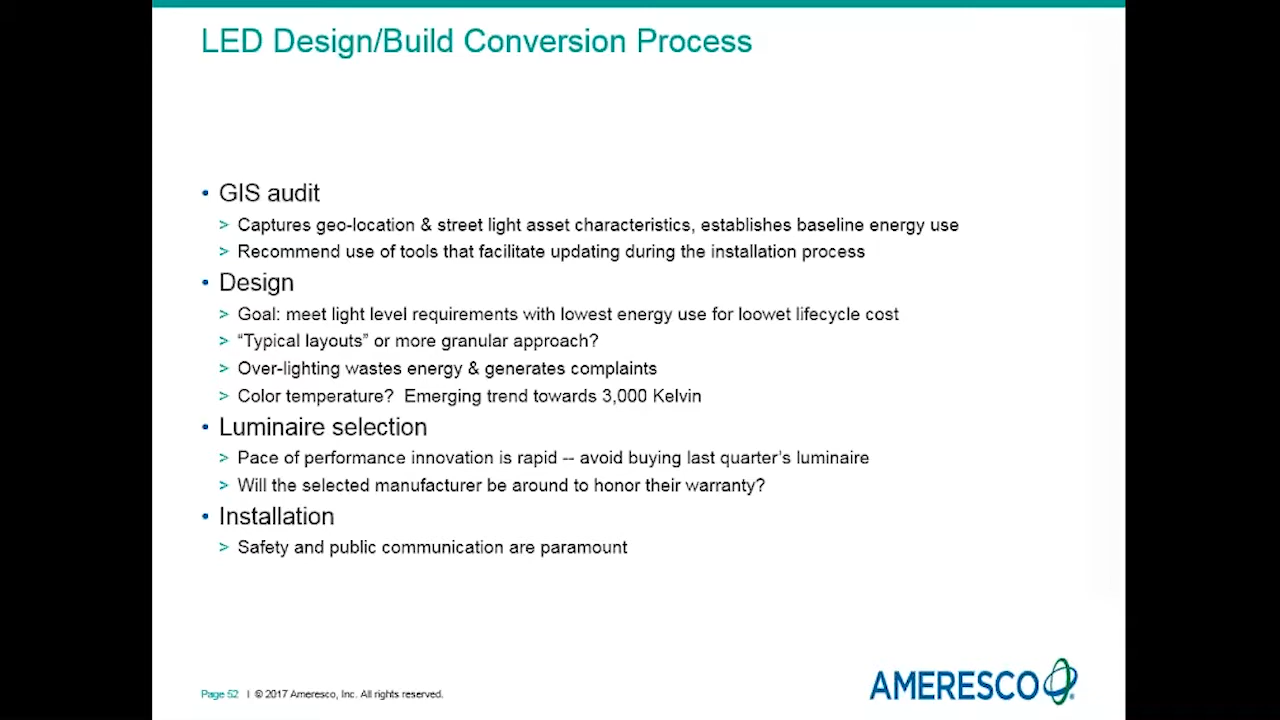 LED Design/Build Conversion Process
• GIS audit
> Captures geo-location & street light asset characteristics, establishes baseline energy use
> Recommend use of tools that facilitate updating during the installation process
• Design
> Goal: meet light level requirements with lowest energy use for loowet lifecycle cost
> “Typical layouts” or more granular approach?
> Over-lighting wastes energy & generates complaints
> Color temperature?  Emerging trend towards 3,000 Kelvin
• Luminaire selection
> Pace of performance innovation is rapid -- avoid buying last quarter’s luminaire
> Will the selected manufacturer be around to honor their warranty?
• Installation
> Safety and public communication are paramount
Page 52 | © 2017 Ameresco, Inc. All rights reserved.
AMERESCO